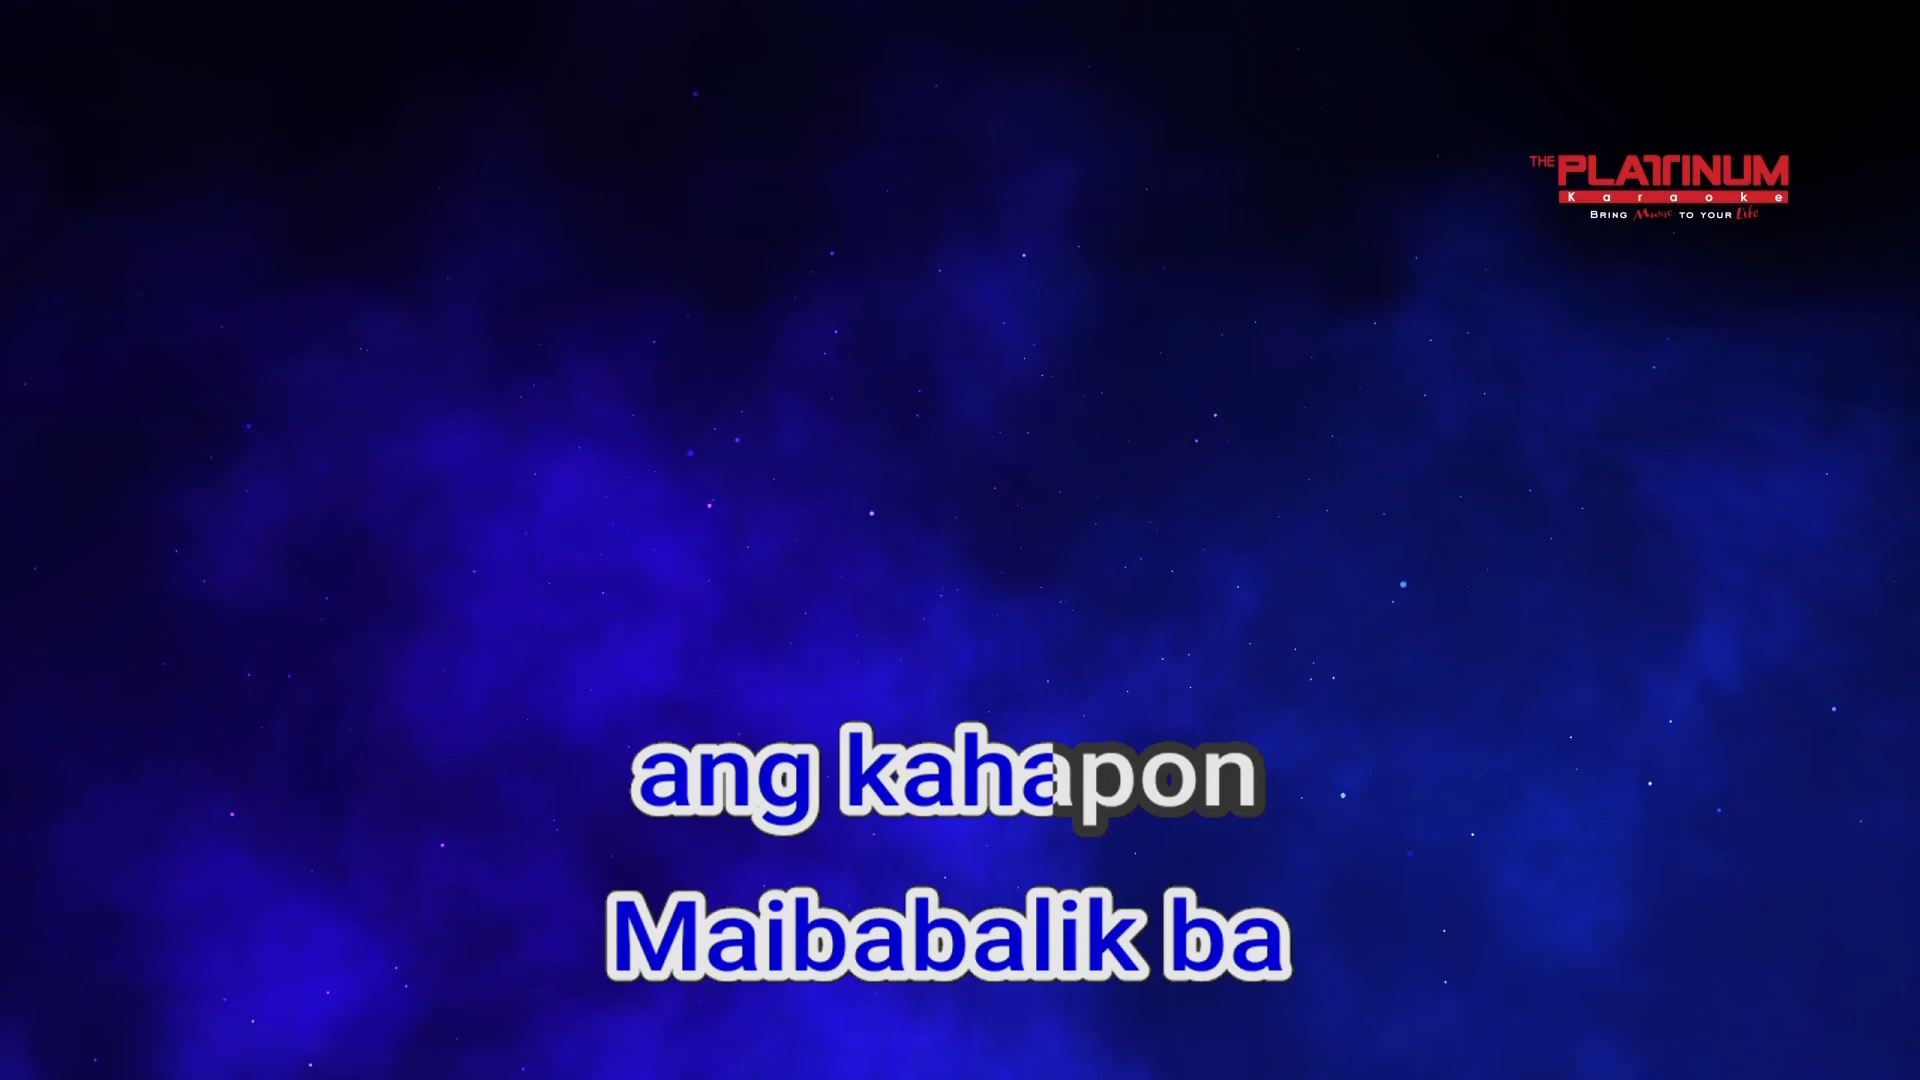 THE PLATINUM
Karaoke
BRING Music TO YOUR Life
ang kahapon
Maibabalik ba